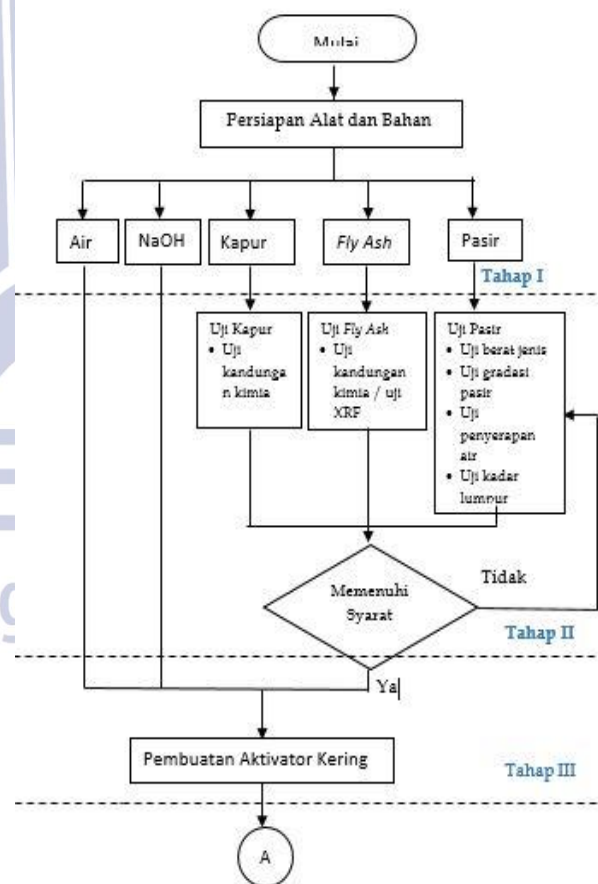 Mulai
Persiapan Alat dan Bahan
Air
NaOH
Kapur
Fly Ash
Pasir
Tahap I
Uji Kapur
• Uji
kandunga
n kimia
Uji Fly Ash
• Uji
kandungan
kimia / uji
XRF
Uji Pasir
• Uji berat jenis
• Uji gradasi
pasir
• Uji
penyerapan
air
• Uji kadar
lumpur
Memenuhi
Syarat
Tidak
Tahap II
Ya
Pembuatan Aktivator Kering
Tahap III
A